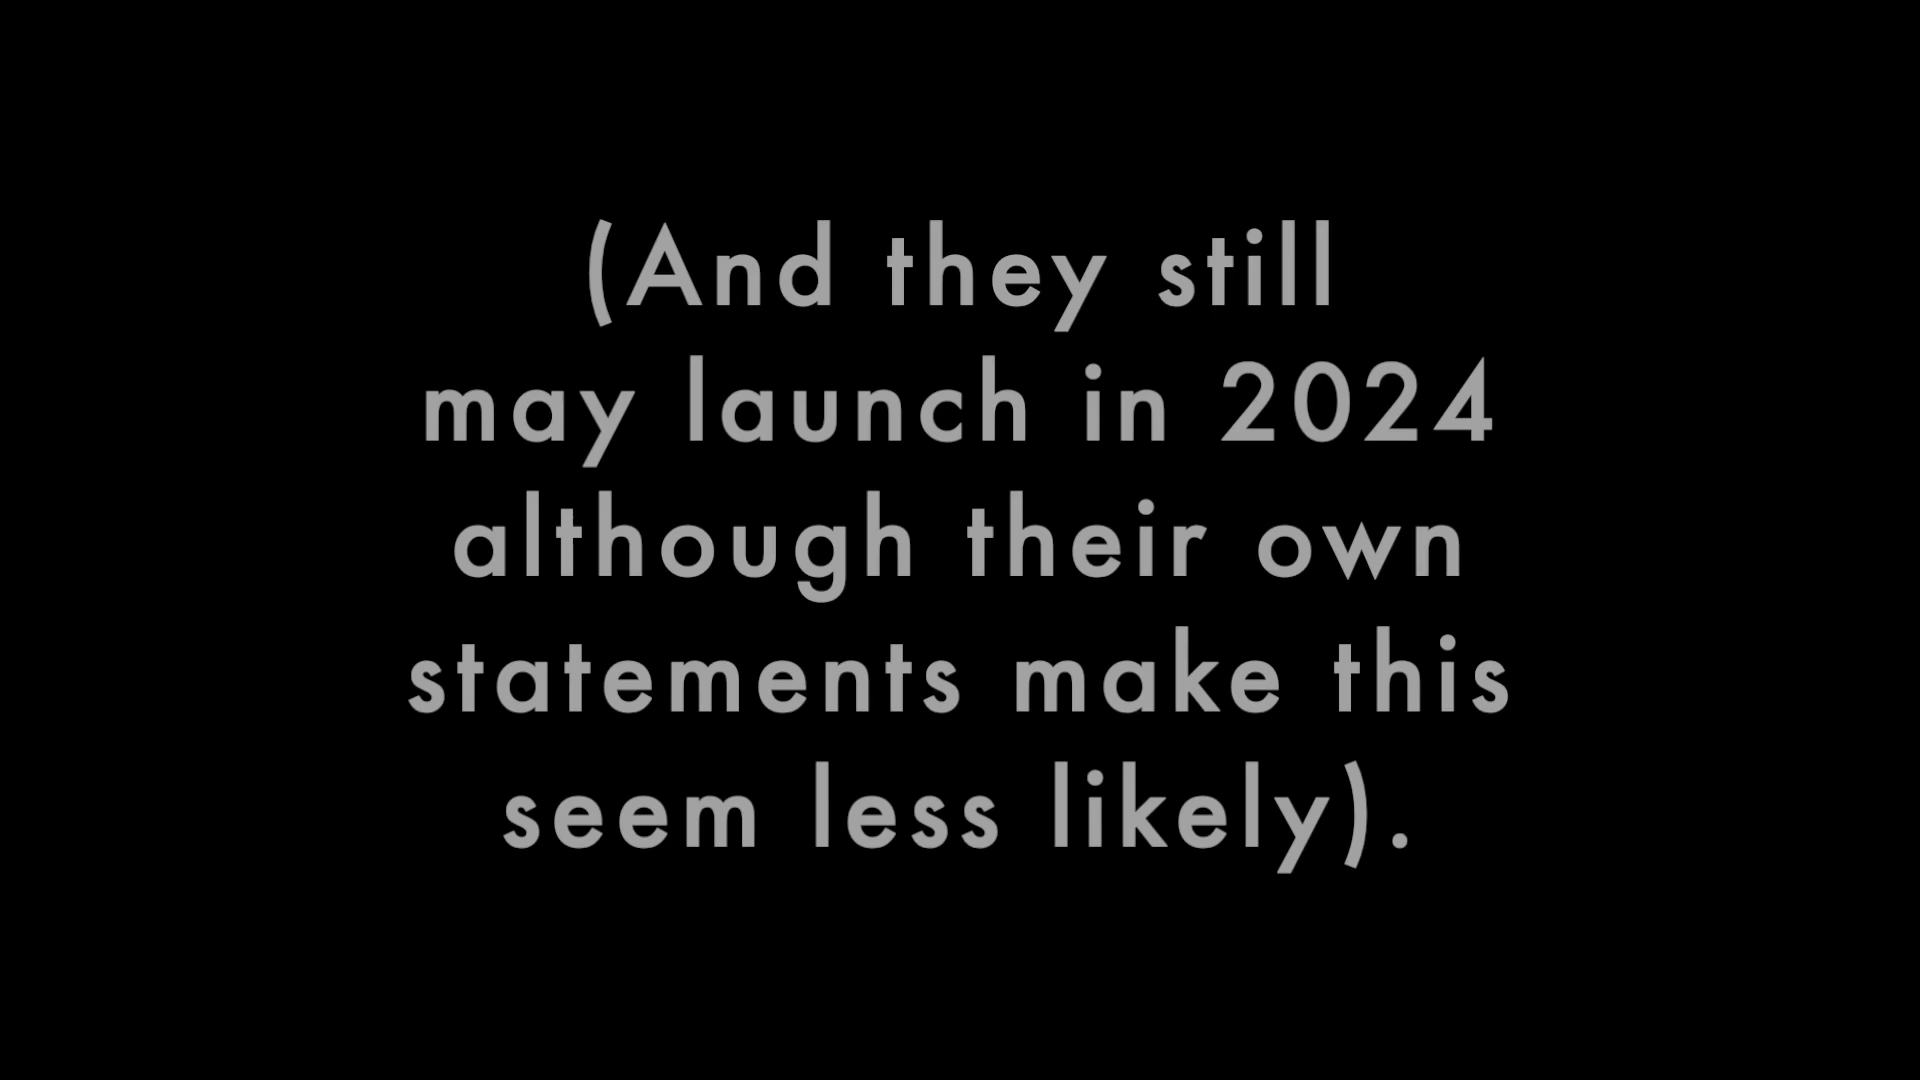 (And they still
may launch in 2024
although their own
statements make this
seem less likely).